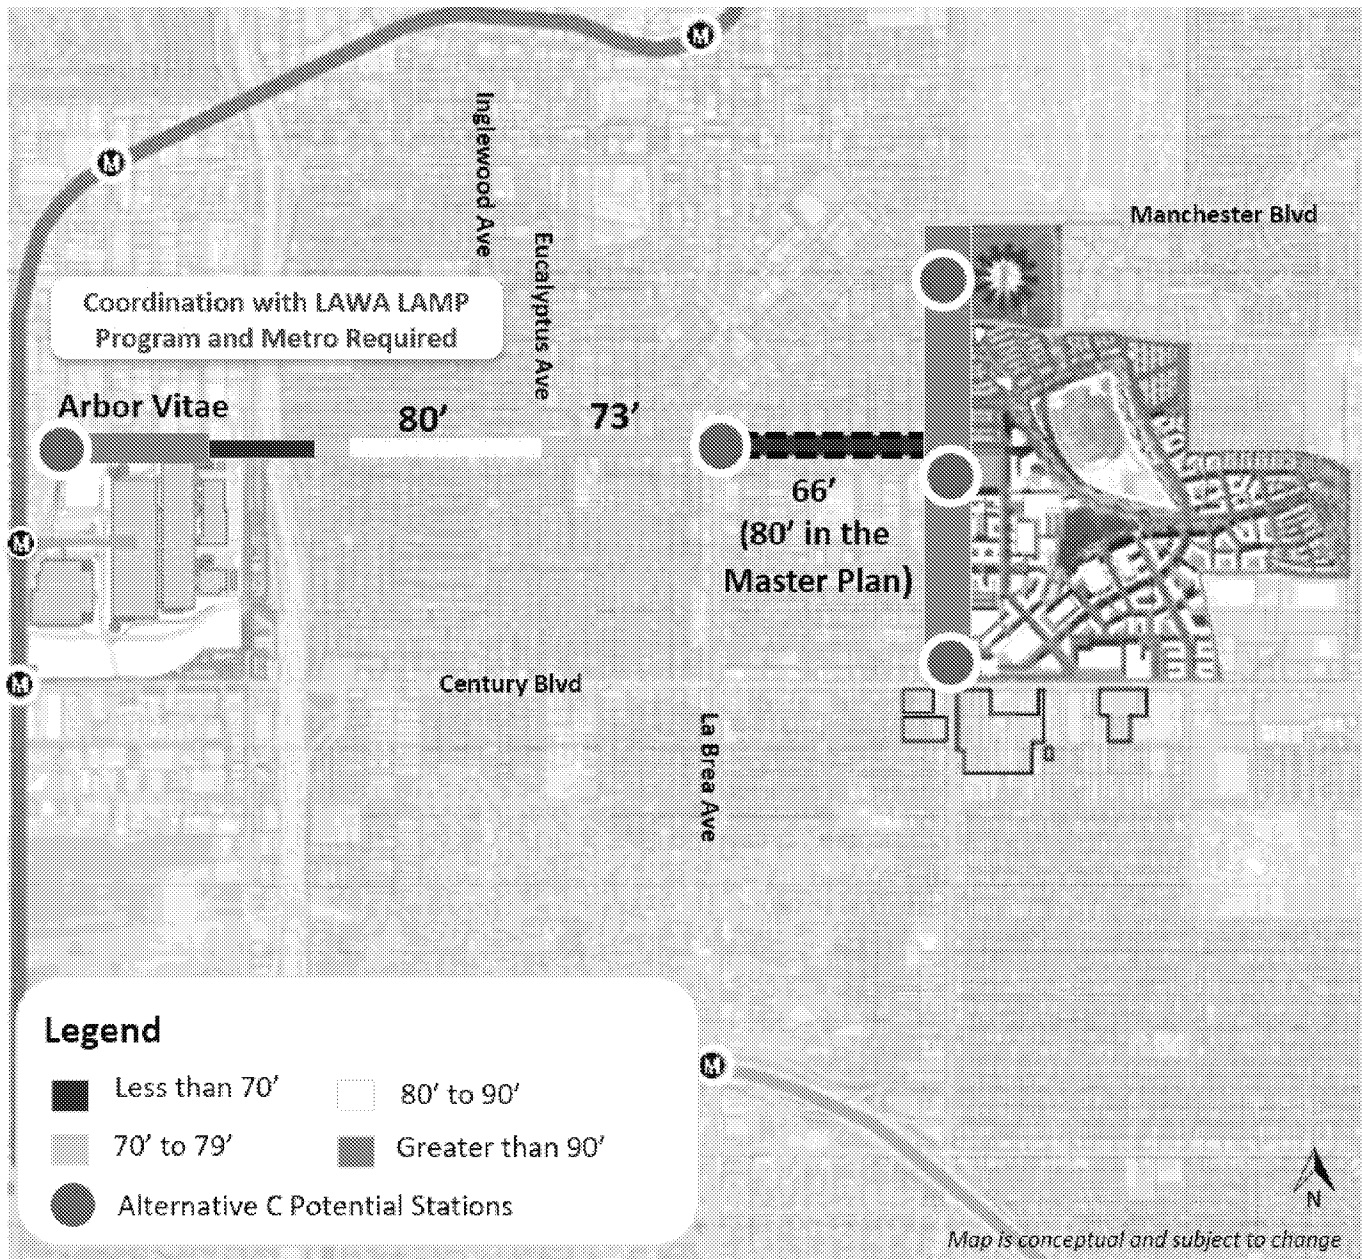 M
M
Inglewood Ave
Manchester Blvd
Eucalyptus Ave
Coordination with LAWA LAMP
Program and Metro Required
Arbor Vitae
80'
73'
66'
(80' in the
Master Plan)
M
M
Century Blvd
La Brea Ave
M
Legend
Less than 70'
80' to 90'
70' to 79'
Greater than 90'
Alternative C Potential Stations
N
Map is conceptual and subject to change